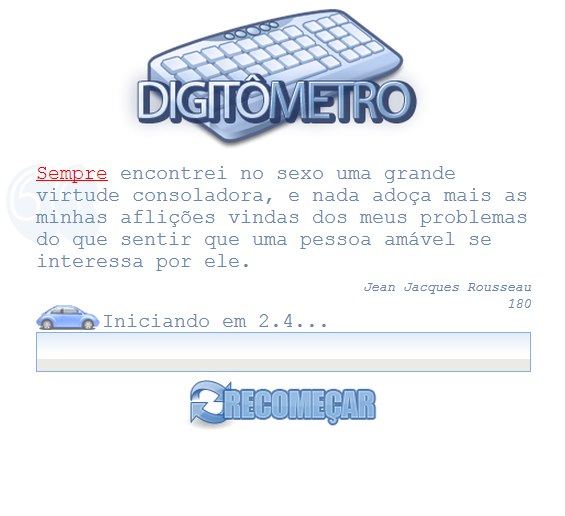 DIGITÔMETRO
Sempre encontrei no sexo uma grande
virtude consoladora, e nada adoça mais as
minhas aflições vindas dos meus problemas
do que sentir que uma pessoa amável se
interessa por ele.
Jean Jacques Rousseau
180
Iniciando em 2.4...
RECOMEÇAR